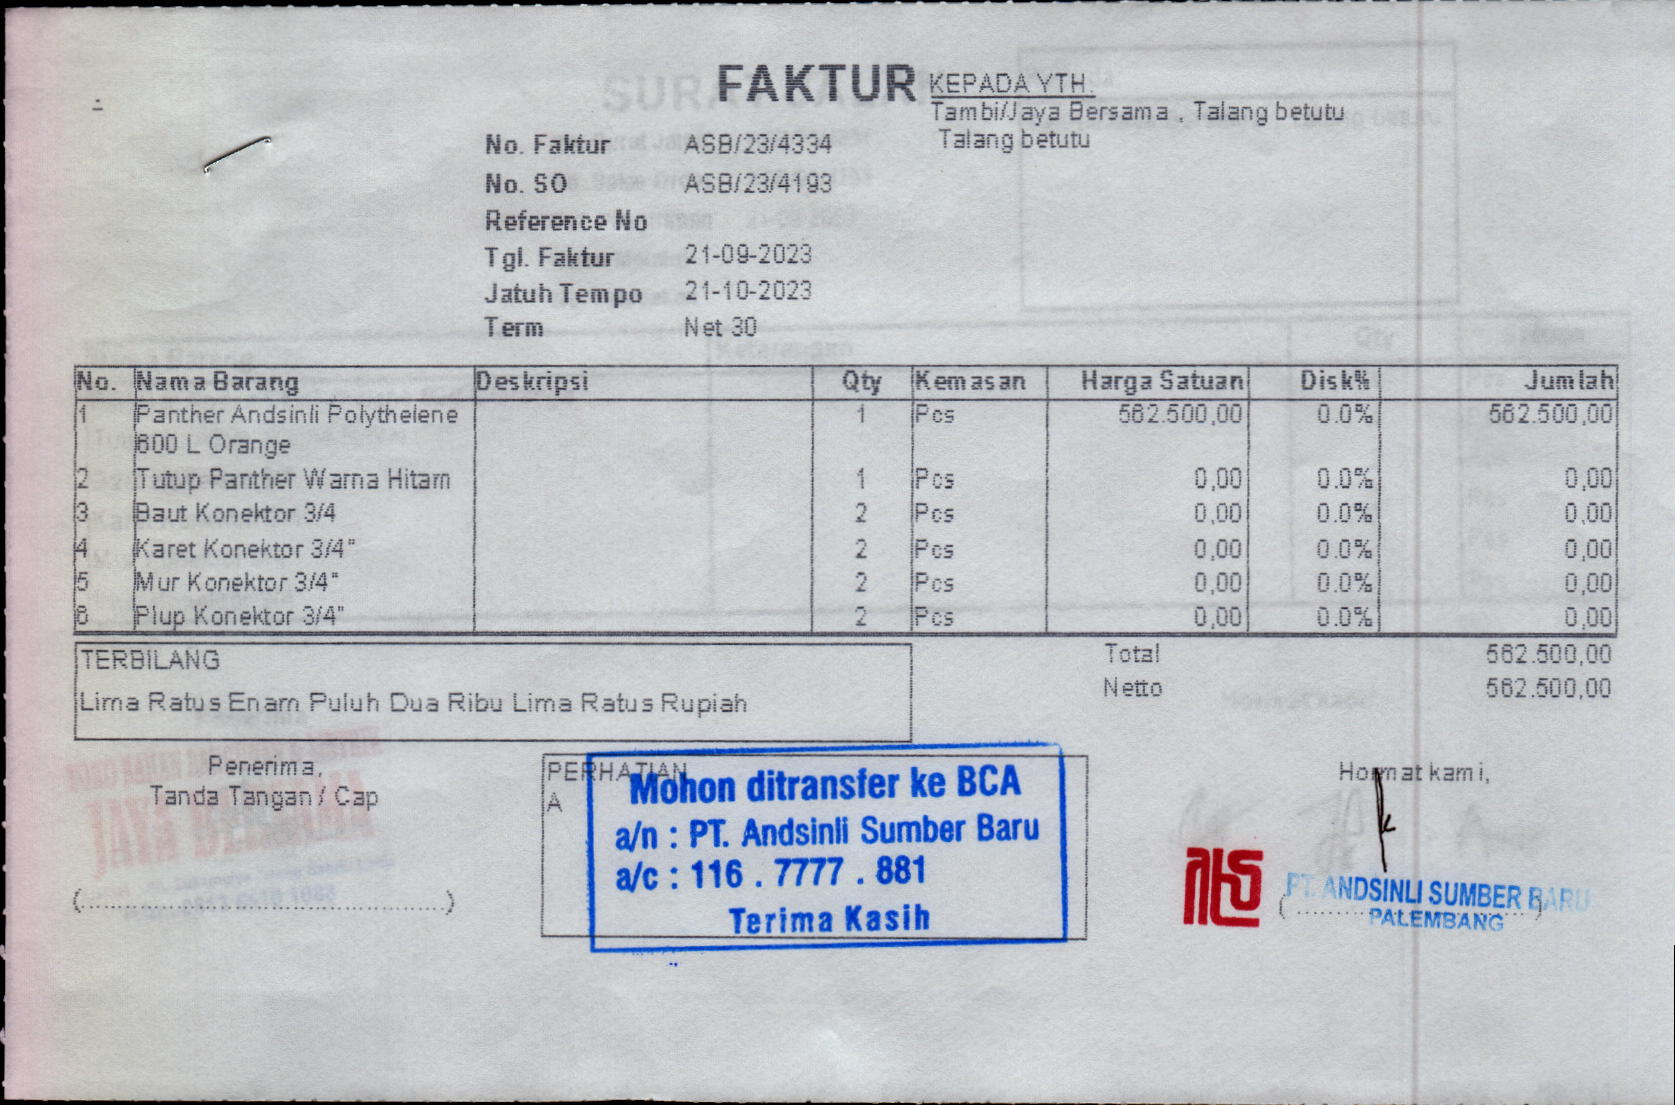 FAKTUR
KEPADA YTH.
Tambi/Jaya Bersama , Talang betutu
Talang betutu
No. Faktur ASB/23/4334
No. SO ASB/23/4193
Reference No
Tgl. Faktur 21-09-2023
Jatuh Tempo 21-10-2023
Term Net 30
No. Nama Barang Deskripsi Qty Kemasan Harga Satuan Disk% Jumlah
1 Panther Andsinli Polythelene 1 Pcs 562.500,00 0.0% 562.500,00
600 L Orange
2 Tutup Panther Warna Hitam 1 Pcs 0,00 0.0% 0,00
3 Baut Konektor 3/4 2 Pcs 0,00 0.0% 0,00
4 Karet Konektor 3/4" 2 Pcs 0,00 0.0% 0,00
5 Mur Konektor 3/4" 2 Pcs 0,00 0.0% 0,00
6 Plup Konektor 3/4" 2 Pcs 0,00 0.0% 0,00
TERBILANG
Lima Ratus Enam Puluh Dua Ribu Lima Ratus Rupiah
Total 562.500,00
Netto 562.500,00
Penerima,
Tanda Tangan / Cap
(..............................................)
PERHATIAN
A
Mohon ditransfer ke BCA
a/n : PT. Andsinli Sumber Baru
a/c : 116 . 7777 . 881
Terima Kasih
Hormat kami,
PT. ANDSINLI SUMBER BARU
PALEMBANG